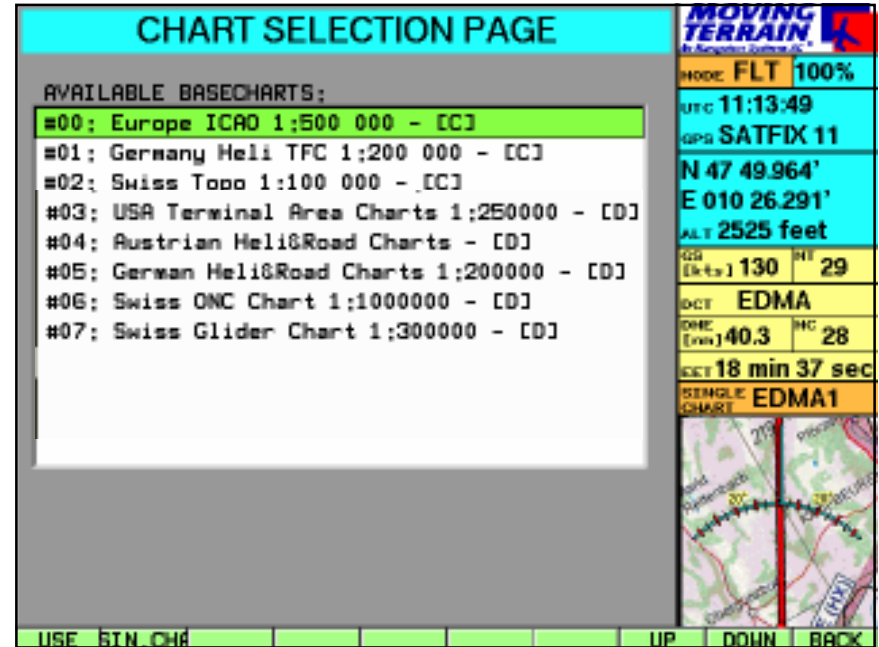 CHART SELECTION PAGE
AVAILABLE BASECHARTS:
#00: Europe ICAO 1:500 000 - [C]
#01: Germany Heli TFC 1:200 000 - [C]
#02: Swiss Topo 1:100 000 - [C]
#03: USA Terminal Area Charts 1:250000 - [D]
#04: Austrian Heli&Road Charts - [D]
#05: German Heli&Road Charts 1:200000 - [D]
#06: Swiss ONC Chart 1:1000000 - [D]
#07: Swiss Glider Chart 1:300000 - [D]
USE SIN.CHA UP DOWN BACK
MOVING
TERRAIN
MODE FLT 100%
UTC 11:13:49
GPS SATFIX 11
N 47 49.964'
E 010 26.291'
ALT 2525 feet
GS [kts] 130 MT 29
DCT EDMA
DME [nm] 40.3 MC 28
EET 18 min 37 sec
SINGLE CHART EDMA1
219
20°
20°
(HX)